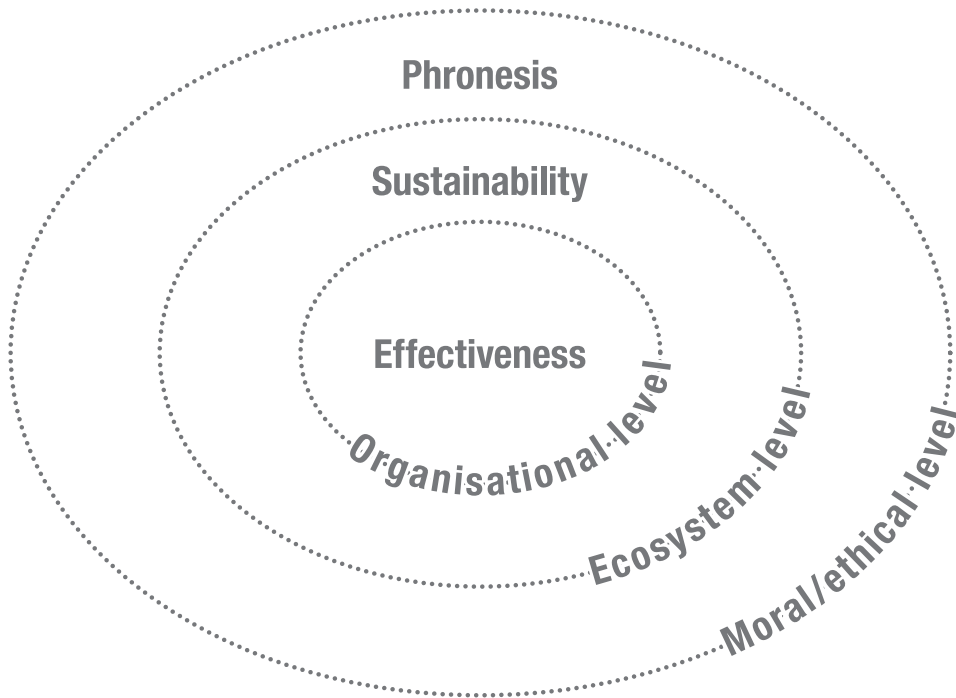 Phronesis
Sustainability
Effectiveness
Organisational level
Ecosystem level
Moral/ethical level